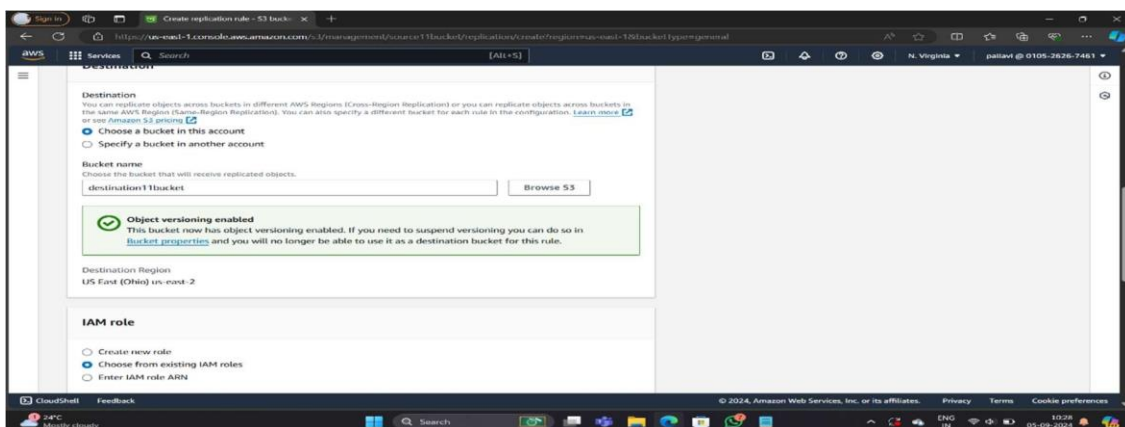 Sign in
Create replication rule - S3 buck
https://us-east-1.console.aws.amazon.com/s3/management/source11bucket/replication/create?region=us-east-1&bucketType=general
aws
Services
Search
[Alt+S]
N. Virginia
pallavi @ 0105-2626-7461
Destination
Destination
You can replicate objects across buckets in different AWS Regions (Cross-Region Replication) or you can replicate objects across buckets in
the same AWS Region (Same-Region Replication). You can also specify a different bucket for each rule in the configuration. Learn more
or see Amazon S3 pricing
Choose a bucket in this account
Specify a bucket in another account
Bucket name
Choose the bucket that will receive replicated objects.
destination11bucket
Browse S3
Object versioning enabled
This bucket now has object versioning enabled. If you need to suspend versioning you can do so in
Bucket properties and you will no longer be able to use it as a destination bucket for this rule.
Destination Region
US East (Ohio) us-east-2
IAM role
Create new role
Choose from existing IAM roles
Enter IAM role ARN
CloudShell
Feedback
© 2024, Amazon Web Services, Inc. or its affiliates.
Privacy
Terms
Cookie preferences
24°C
Mostly cloudy
Search
ENG
IN
10:28
05-09-2024